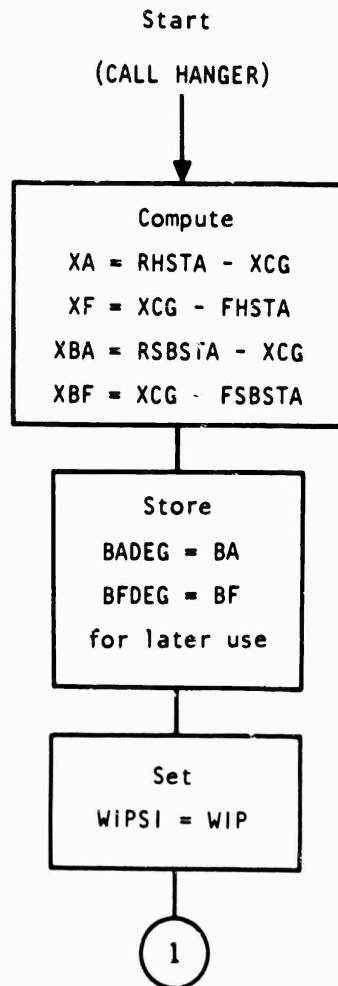 Start
(CALL HANGER)
Compute
XA = RHSTA - XCG
XF = XCG - FHSTA
XBA = RSBSTA - XCG
XBF = XCG - FSBSTA
Store
BADEG = BA
BFDEG = BF
for later use
Set
WIPSI = WIP
1